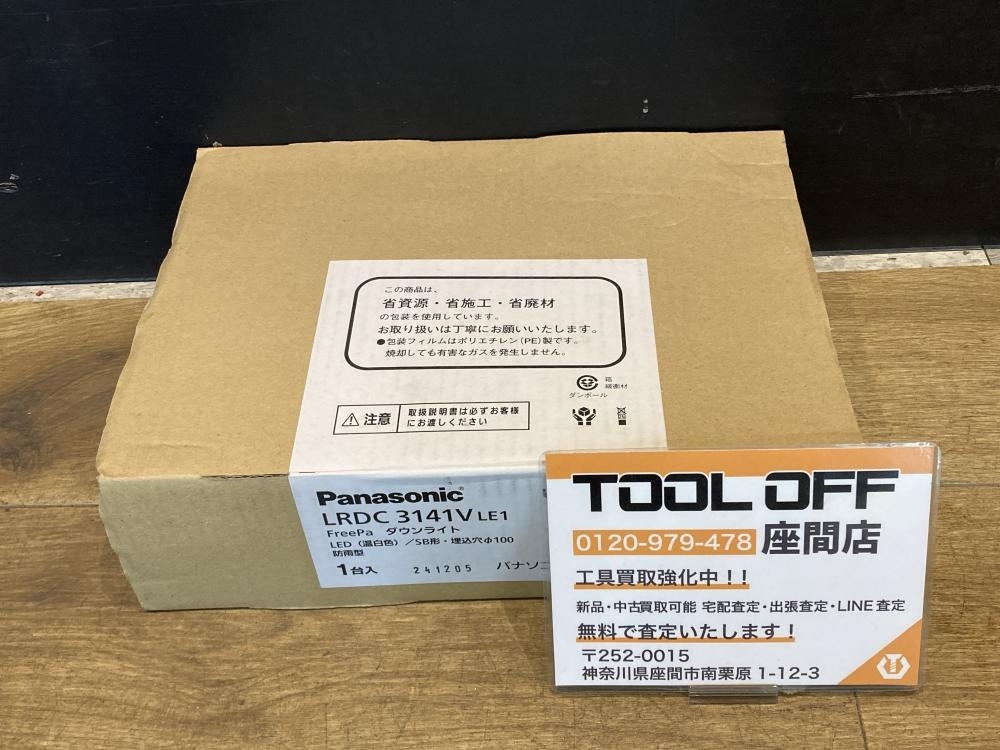 この商品は、
省資源・省施工・省廃材
の包装を使用しています。
お取り扱いは丁寧にお願いいたします。
●包装フィルムはポリエチレン(PE)製です。
焼却しても有害なガスを発生しません。
箱
緩衝材
ダンボール
注意
取扱説明書は必ずお客様
にお渡しください
Panasonic
LRDC 3141V LE1
FreePa ダウンライト
LED(温白色)/SB形・埋込穴φ100
防雨型
1台入 241205 パナソニ
TOOL OFF
0120-979-478 座間店
工具買取強化中!!
新品・中古買取可能 宅配査定・出張査定・LINE査定
無料で査定いたします!
〒252-0015
神奈川県座間市南栗原 1-12-3